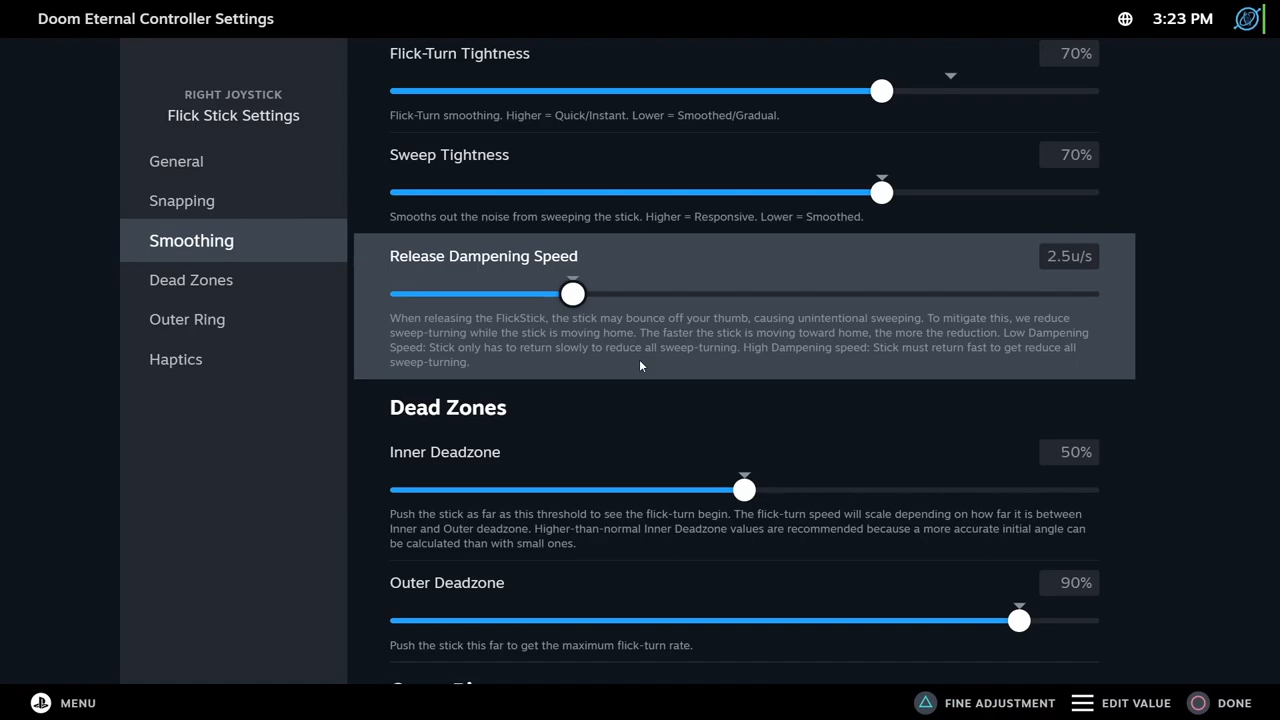 Doom Eternal Controller Settings
3:23 PM
RIGHT JOYSTICK
Flick Stick Settings
General
Snapping
Smoothing
Dead Zones
Outer Ring
Haptics
Flick-Turn Tightness
70%
Flick-Turn smoothing. Higher = Quick/Instant. Lower = Smoothed/Gradual.
Sweep Tightness
70%
Smooths out the noise from sweeping the stick. Higher = Responsive. Lower = Smoothed.
Release Dampening Speed
2.5u/s
When releasing the FlickStick, the stick may bounce off your thumb, causing unintentional sweeping. To mitigate this, we reduce
sweep-turning while the stick is moving home. The faster the stick is moving toward home, the more the reduction. Low Dampening
Speed: Stick only has to return slowly to reduce all sweep-turning. High Dampening speed: Stick must return fast to get reduce all
sweep-turning.
Dead Zones
Inner Deadzone
50%
Push the stick as far as this threshold to see the flick-turn begin. The flick-turn speed will scale depending on how far it is between
Inner and Outer deadzone. Higher-than-normal Inner Deadzone values are recommended because a more accurate initial angle can
be calculated than with small ones.
Outer Deadzone
90%
Push the stick this far to get the maximum flick-turn rate.
MENU
FINE ADJUSTMENT
EDIT VALUE
DONE